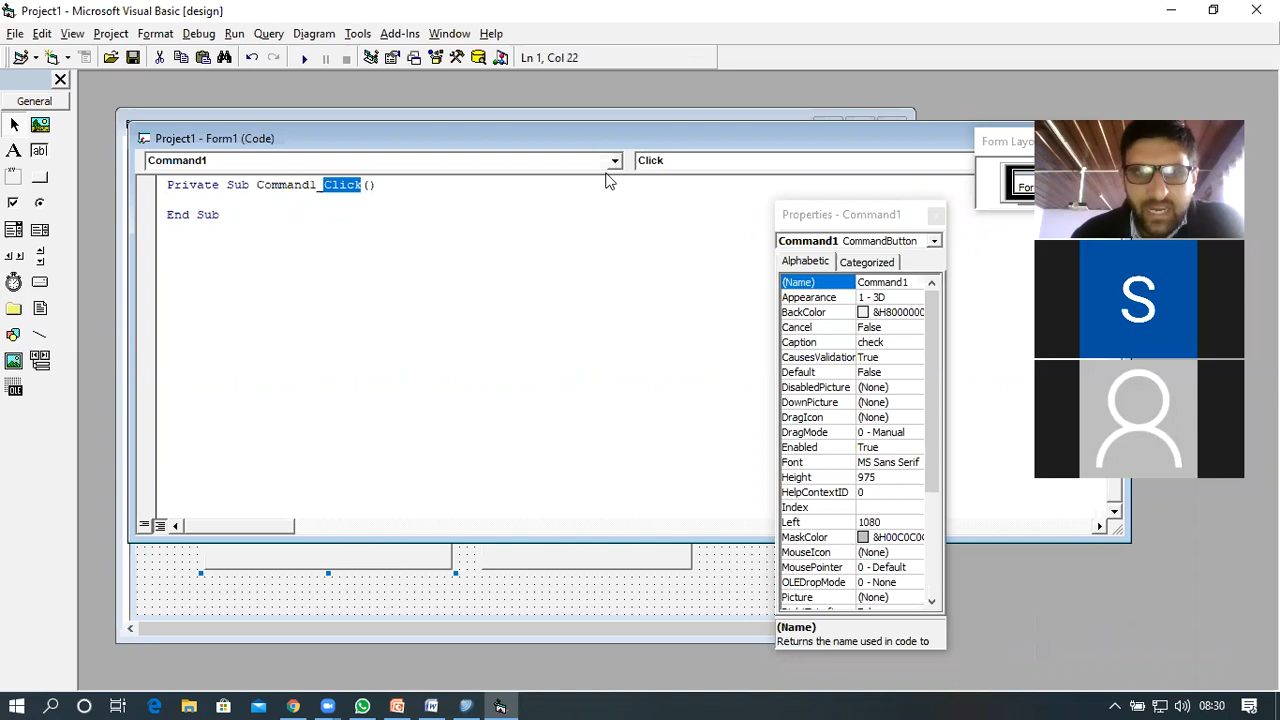 Project1 - Microsoft Visual Basic [design]
File Edit View Project Format Debug Run Query Diagram Tools Add-Ins Window Help
Ln 1, Col 22
General
Project1 - Form1 (Code)
Form Layo
Command1
Click
For
Private Sub Command1_Click()
End Sub
Properties - Command1
Command1 CommandButton
Alphabetic Categorized
(Name) Command1
Appearance 1 - 3D
BackColor &H8000000
Cancel False
Caption check
CausesValidation True
Default False
DisabledPicture (None)
DownPicture (None)
DragIcon (None)
DragMode 0 - Manual
Enabled True
Font MS Sans Serif
Height 975
HelpContextID 0
Index
Left 1080
MaskColor &H00C0C0
MouseIcon (None)
MousePointer 0 - Default
OLEDropMode 0 - None
Picture (None)
(Name)
Returns the name used in code to
S
08:30